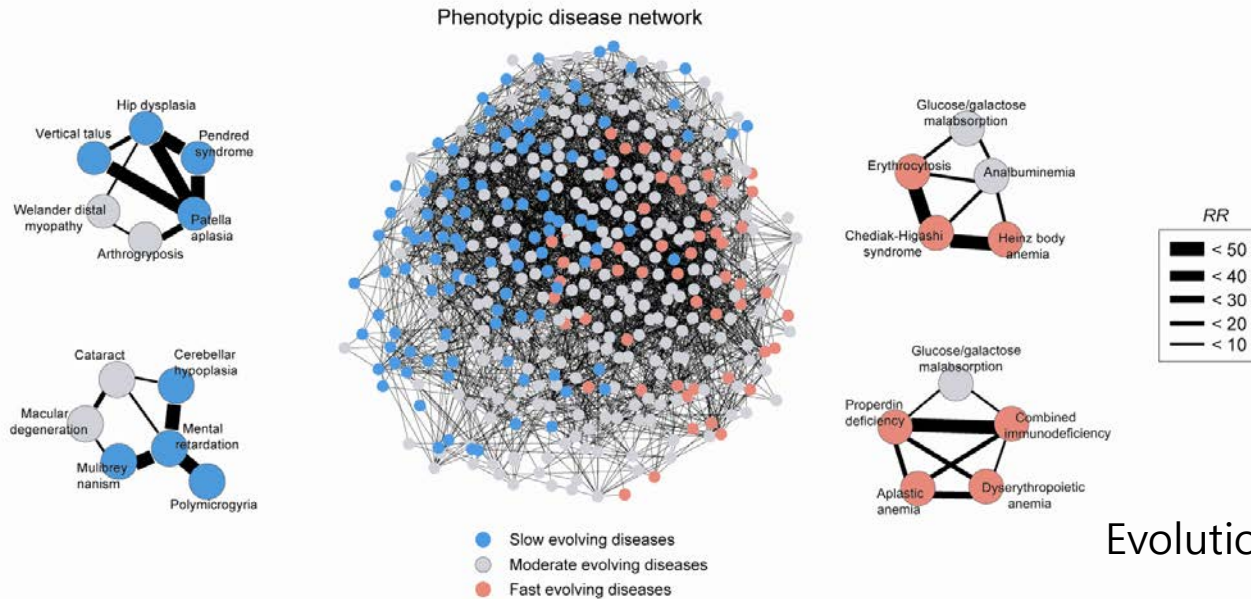 Phenotypic disease network
Hip dysplasia
Vertical talus
Pendred
syndrome
Welander distal
myopathy
Patella
aplasia
Arthrogryposis
Cataract
Cerebellar
hypoplasia
Macular
degeneration
Mental
retardation
Mulibrey
nanism
Polymicrogyria
Slow evolving diseases
Moderate evolving diseases
Fast evolving diseases
Glucose/galactose
malabsorption
Erythrocytosis
Analbuminemia
Chediak-Higashi
syndrome
Heinz body
anemia
Glucose/galactose
malabsorption
Properdin
deficiency
Combined
immunodeficiency
Aplastic
anemia
Dyserythropoietic
anemia
RR
< 50
< 40
< 30
< 20
< 10
Evolutio